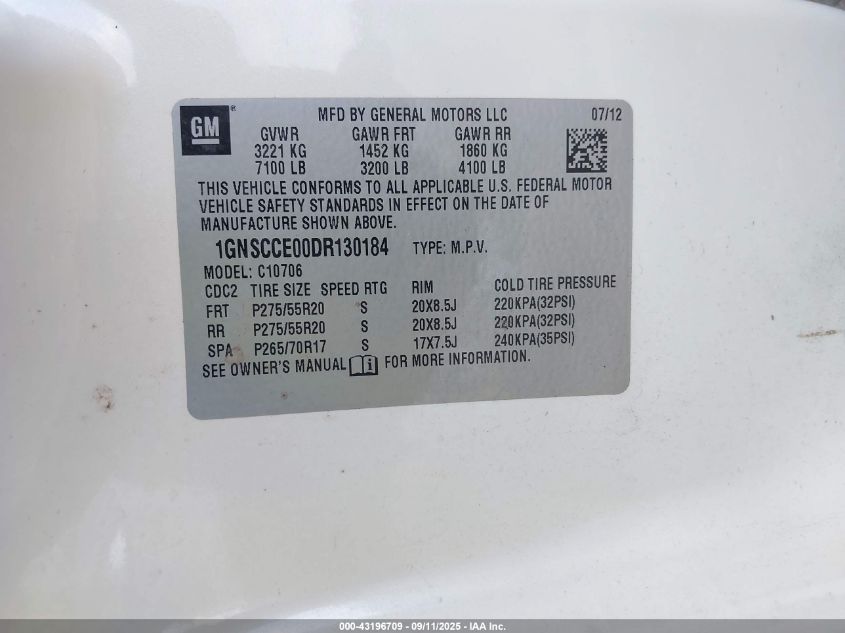 GM ® MFD BY GENERAL MOTORS LLC 07/12
GVWR GAWR FRT GAWR RR
3221 KG 1452 KG 1860 KG
7100 LB 3200 LB 4100 LB
THIS VEHICLE CONFORMS TO ALL APPLICABLE U.S. FEDERAL MOTOR
VEHICLE SAFETY STANDARDS IN EFFECT ON THE DATE OF
MANUFACTURE SHOWN ABOVE.
1GNSCCE00DR130184 TYPE: M.P.V.
MODEL: C10706
CDC2 TIRE SIZE SPEED RTG RIM COLD TIRE PRESSURE
FRT P275/55R20 S 20X8.5J 220KPA(32PSI)
RR P275/55R20 S 20X8.5J 220KPA(32PSI)
SPA P265/70R17 S 17X7.5J 240KPA(35PSI)
SEE OWNER'S MANUAL i FOR MORE INFORMATION.
000-43196709 - 09/11/2025 - IAA Inc.